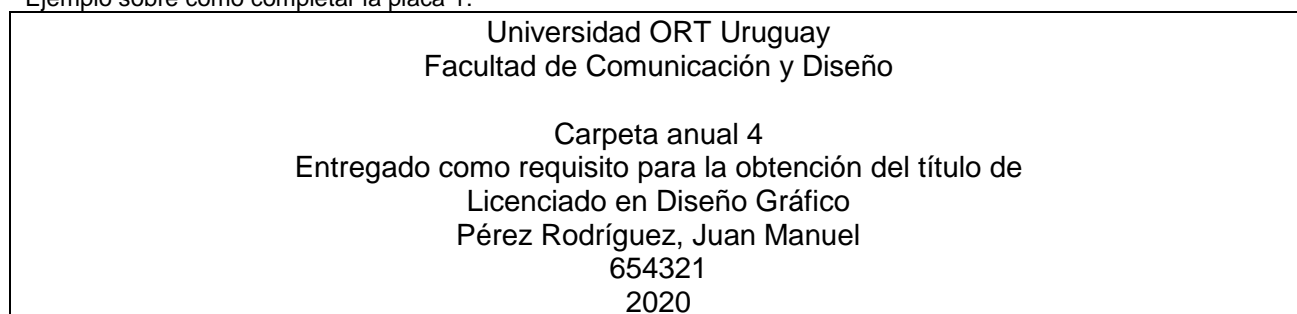 Ejemplo sobre cómo completar la placa 1:
Universidad ORT Uruguay
Facultad de Comunicación y Diseño
Carpeta anual 4
Entregado como requisito para la obtención del título de
Licenciado en Diseño Gráfico
Pérez Rodríguez, Juan Manuel
654321
2020